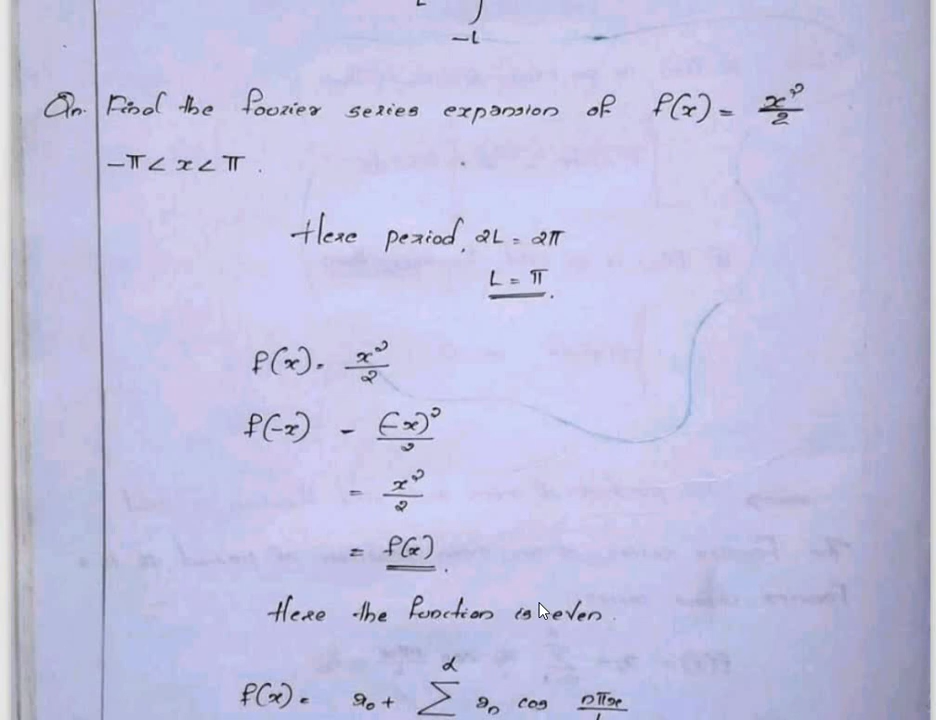 -L
Qn. Find the fourier series expansion of f(x) = x²/2
-π < x < π .
Here period, 2L = 2π
L = π .
f(x) = x²/2
f(-x) = (-x)²/2
= x²/2
= f(x) .
Here the function is even .
f(x) = a₀ + ∑ aₙ cos nπx